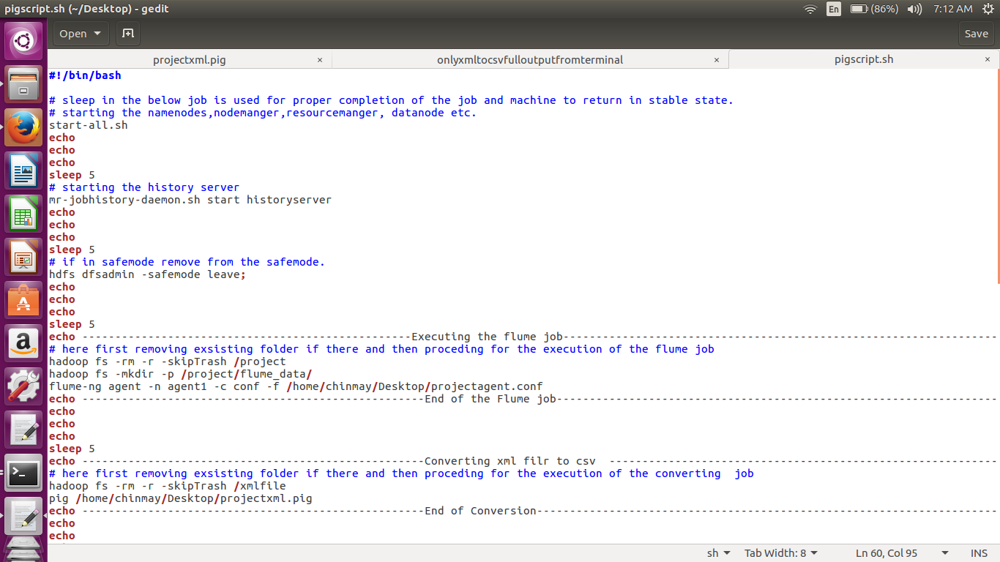 pigscript.sh (~/Desktop) - gedit
En (86%) 7:12 AM
Open Save
projectxml.pig × onlyxmltocsvfulloutputfromterminal × pigscript.sh ×
#!/bin/bash
# sleep in the below job is used for proper completion of the job and machine to return in stable state.
# starting the namenodes,nodemanger,resourcemanger, datanode etc.
start-all.sh
echo
echo
echo
sleep 5
# starting the history server
mr-jobhistory-daemon.sh start historyserver
echo
echo
echo
sleep 5
# if in safemode remove from the safemode.
hdfs dfsadmin -safemode leave;
echo
echo
echo
sleep 5
echo --------------------------------------------------Executing the flume job------------------------------------------------------------------
# here first removing exsisting folder if there and then proceding for the execution of the flume job
hadoop fs -rm -r -skipTrash /project
hadoop fs -mkdir -p /project/flume_data/
flume-ng agent -n agent1 -c conf -f /home/chinmay/Desktop/projectagent.conf
echo ----------------------------------------------------End of the Flume job-------------------------------------------------------------------
echo
echo
echo
sleep 5
echo ----------------------------------------------------Converting xml filr to csv  -----------------------------------------------------------
# here first removing exsisting folder if there and then proceding for the execution of the converting  job
hadoop fs -rm -r -skipTrash /xmlfile
pig /home/chinmay/Desktop/projectxml.pig
echo ----------------------------------------------------End of Conversion----------------------------------------------------------------------
echo
echo
sh Tab Width: 8 Ln 60, Col 95 INS